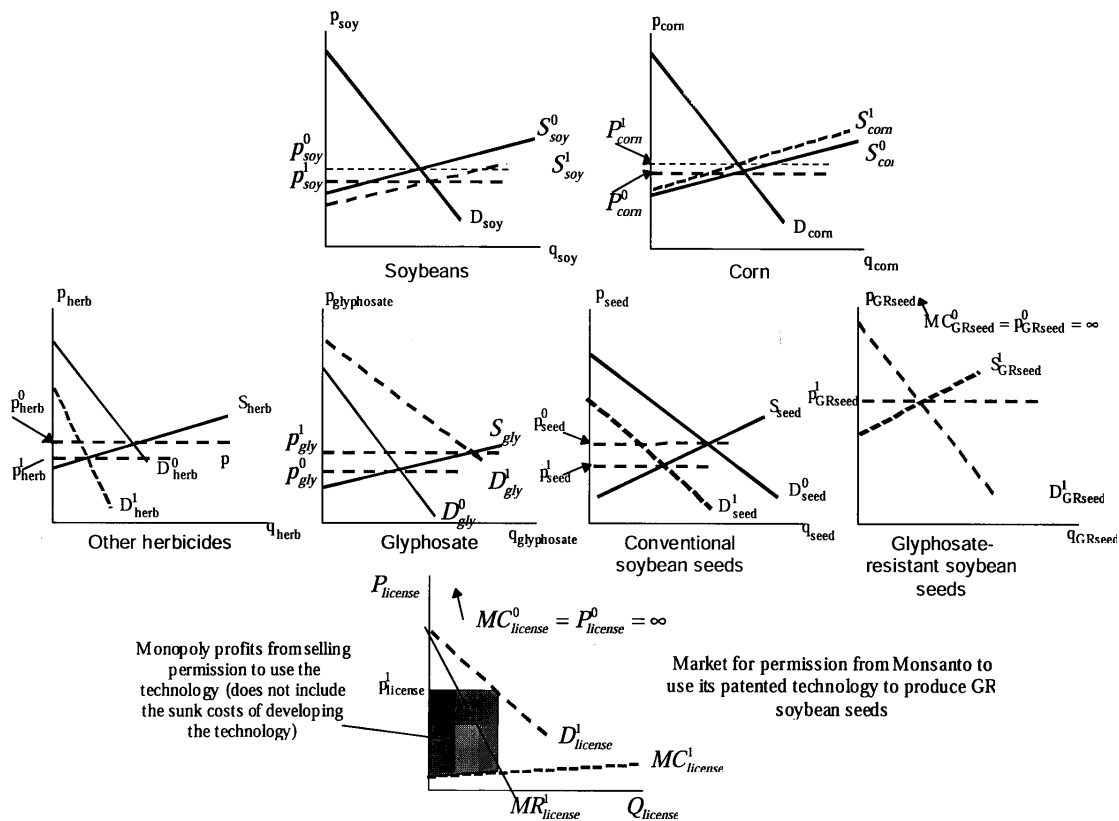 p_soy
p^0_soy
p^1_soy
S^0_soy
S^1_soy
D_soy
q_soy
Soybeans
p_corn
P^1_corn
P^0_corn
S^1_corn
S^0_cor
D_corn
q_corn
Corn
p_herb
p^0_herb
p^1_herb
S_herb
p
D^0_herb
D^1_herb
q_herb
Other herbicides
p_glyphosate
p^1_gly
p^0_gly
S_gly
D^1_gly
D^0_gly
q_glyphosate
Glyphosate
p_seed
p^0_seed
p^1_seed
S_seed
D^0_seed
D^1_seed
q_seed
Conventional
soybean seeds
p_GRseed
MC^0_GRseed = p^0_GRseed = ∞
S^1_GRseed
p^1_GRseed
D^1_GRseed
q_GRseed
Glyphosate-
resistant soybean
seeds
P_license
MC^0_license = P^0_license = ∞
Monopoly profits from selling
permission to use the
technology (does not include
the sunk costs of developing
the technology)
p^1_license
D^1_license
MC^1_license
MR^1_license
Q_license
Market for permission from Monsanto to
use its patented technology to produce GR
soybean seeds